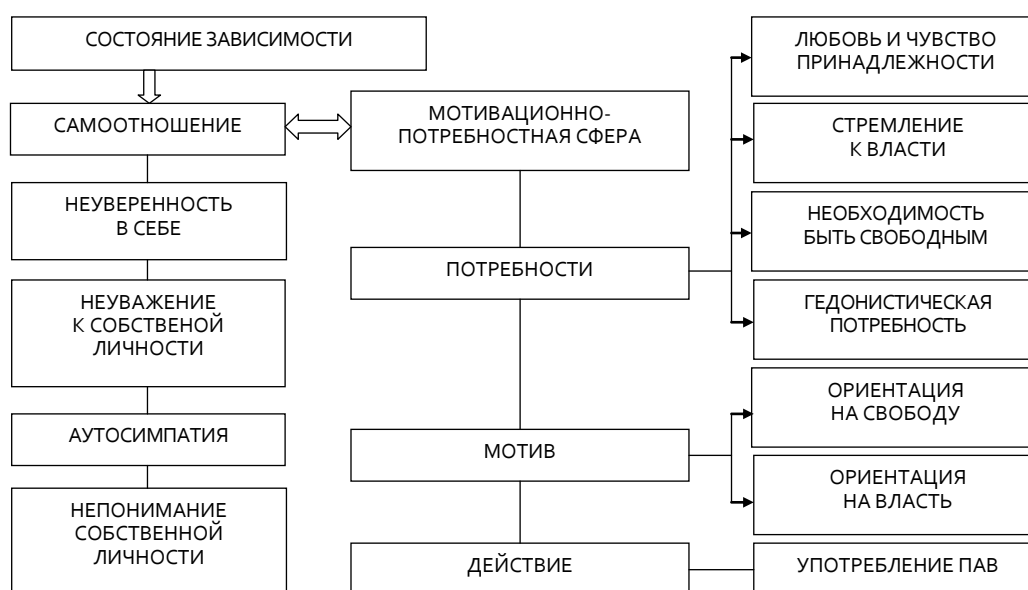 СОСТОЯНИЕ ЗАВИСИМОСТИ
САМООТНОШЕНИЕ
НЕУВЕРЕННОСТЬ
В СЕБЕ
НЕУВАЖЕНИЕ
К СОБСТВЕНОЙ
ЛИЧНОСТИ
АУТОСИМПАТИЯ
НЕПОНИМАНИЕ
СОБСТВЕННОЙ
ЛИЧНОСТИ
МОТИВАЦИОННО-
ПОТРЕБНОСТНАЯ СФЕРА
ПОТРЕБНОСТИ
МОТИВ
ДЕЙСТВИЕ
ЛЮБОВЬ И ЧУВСТВО
ПРИНАДЛЕЖНОСТИ
СТРЕМЛЕНИЕ
К ВЛАСТИ
НЕОБХОДИМОСТЬ
БЫТЬ СВОБОДНЫМ
ГЕДОНИСТИЧЕСКАЯ
ПОТРЕБНОСТЬ
ОРИЕНТАЦИЯ
НА СВОБОДУ
ОРИЕНТАЦИЯ
НА ВЛАСТЬ
УПОТРЕБЛЕНИЕ ПАВ